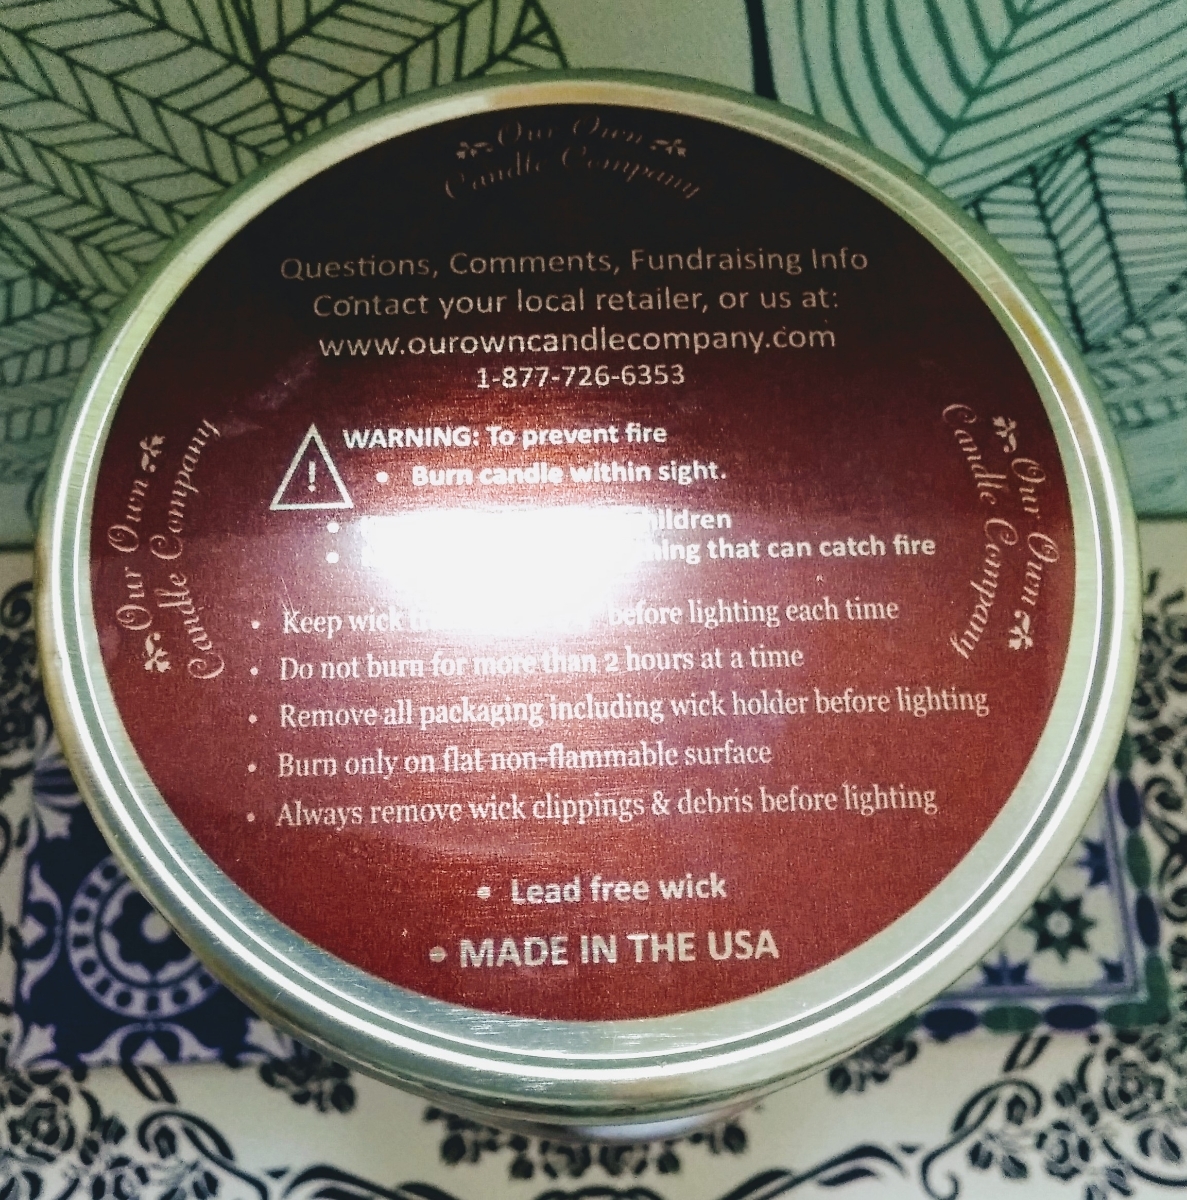 Our Own
Candle Company
Questions, Comments, Fundraising Info
Contact your local retailer, or us at:
www.ourowncandlecompany.com
1-877-726-6353
WARNING: To prevent fire
• Burn candle within sight.
• children
• that can catch fire
• Keep wick before lighting each time
• Do not burn for more than 2 hours at a time
• Remove all packaging including wick holder before lighting
• Burn only on flat non-flammable surface
• Always remove wick clippings & debris before lighting
• Lead free wick
• MADE IN THE USA
Our Own
Candle Company
Our Own
Candle Company